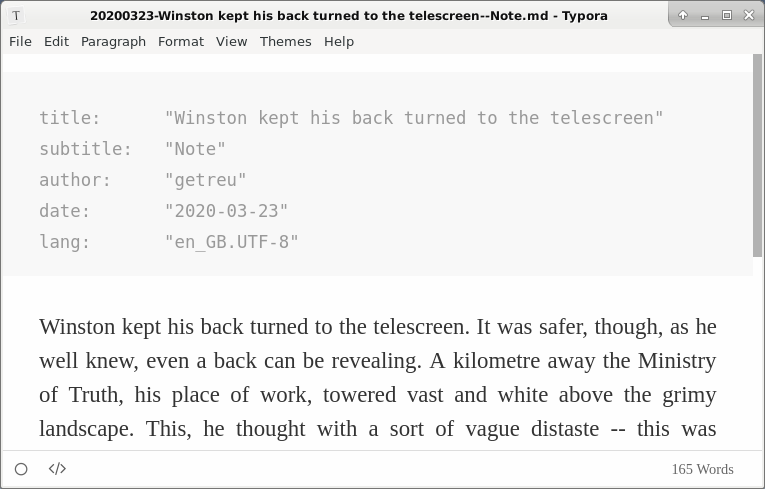 T 20200323-Winston kept his back turned to the telescreen--Note.md - Typora
File Edit Paragraph Format View Themes Help
title: "Winston kept his back turned to the telescreen"
subtitle: "Note"
author: "getreu"
date: "2020-03-23"
lang: "en_GB.UTF-8"
Winston kept his back turned to the telescreen. It was safer, though, as he
well knew, even a back can be revealing. A kilometre away the Ministry
of Truth, his place of work, towered vast and white above the grimy
landscape. This, he thought with a sort of vague distaste -- this was
</> 165 Words